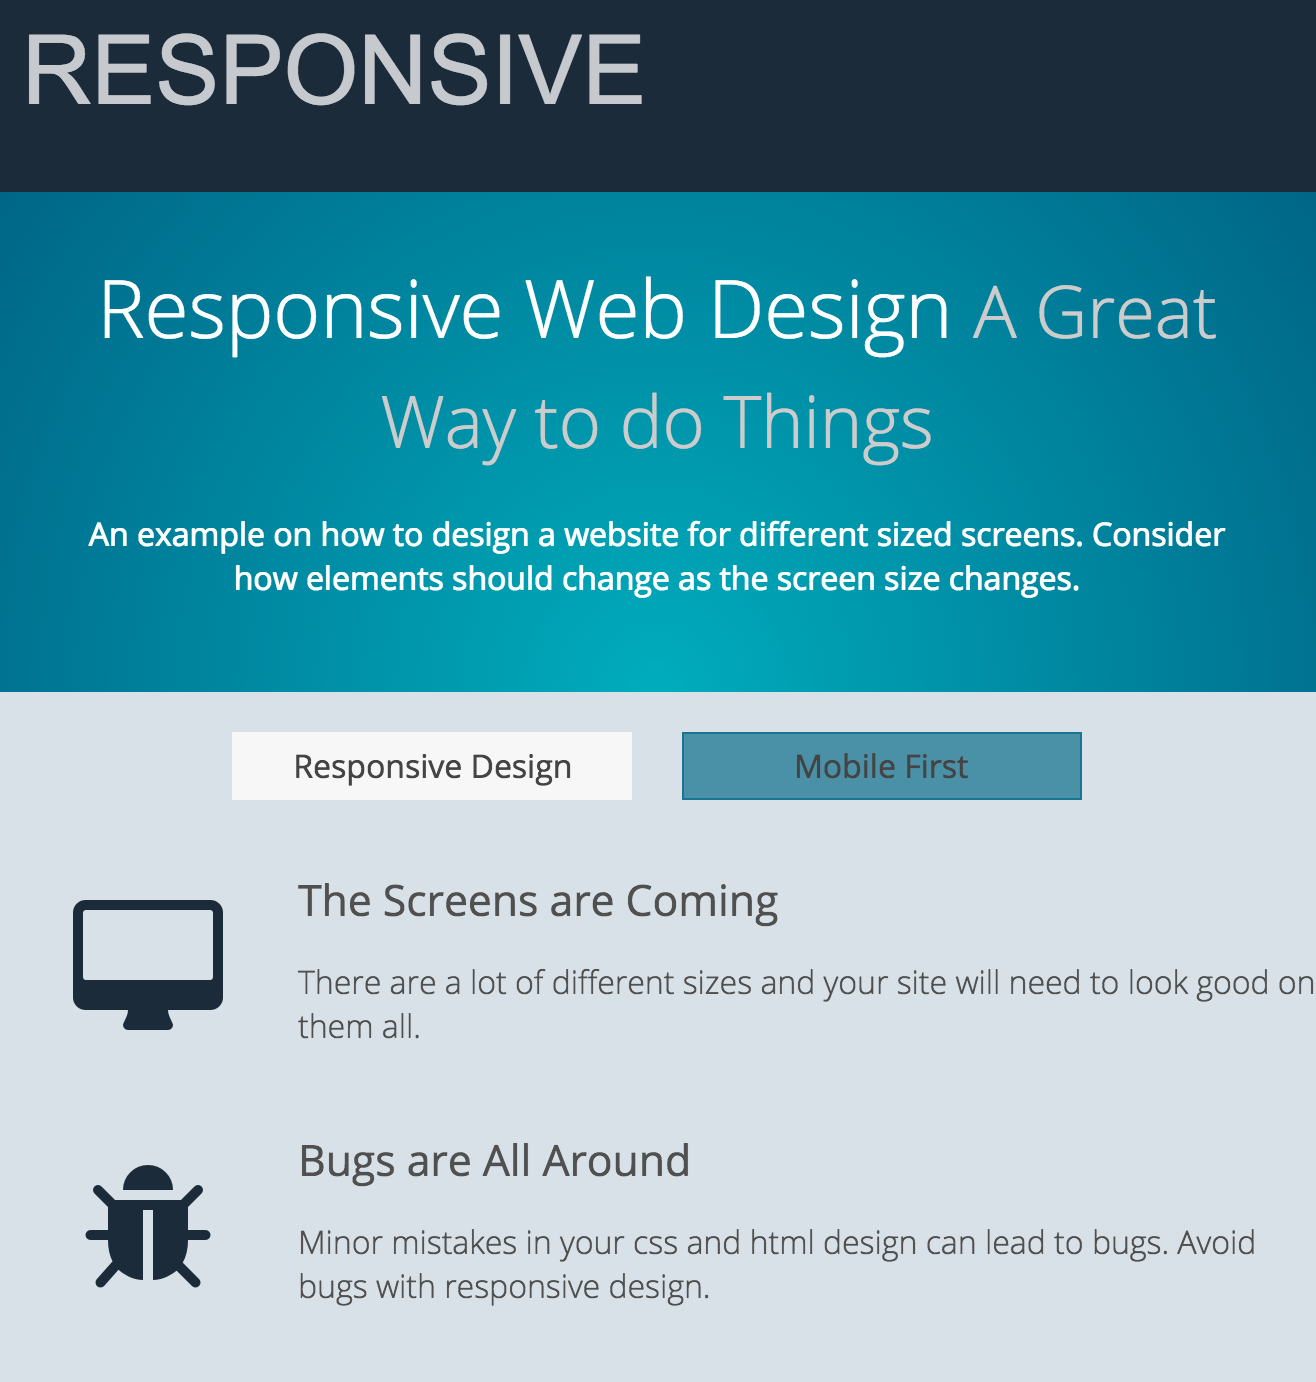 RESPONSIVE
Responsive Web Design A Great
Way to do Things
An example on how to design a website for different sized screens. Consider
how elements should change as the screen size changes.
Responsive Design
Mobile First
The Screens are Coming
There are a lot of different sizes and your site will need to look good on
them all.
Bugs are All Around
Minor mistakes in your css and html design can lead to bugs. Avoid
bugs with responsive design.